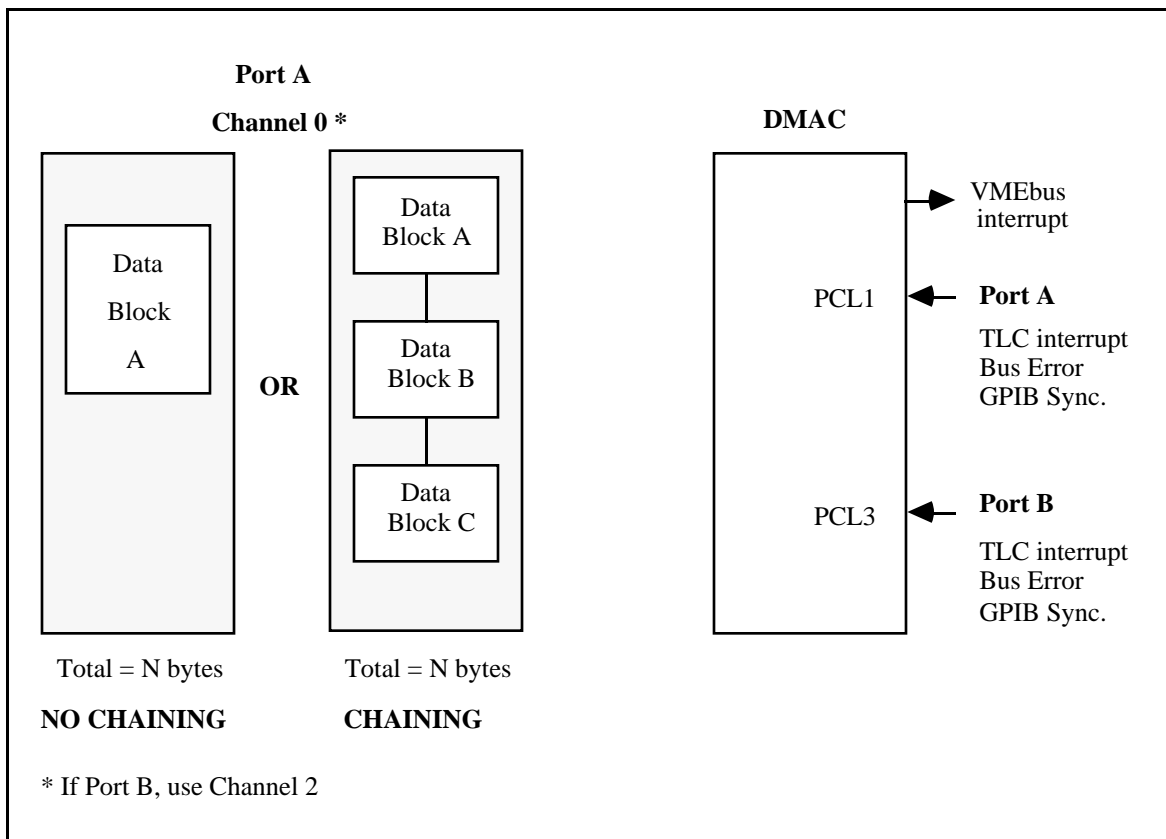 Port A
Channel 0 *
Data
Block
A
Total = N bytes
NO CHAINING
OR
Data
Block A
Data
Block B
Data
Block C
Total = N bytes
CHAINING
* If Port B, use Channel 2
DMAC
VMEbus
interrupt
PCL1
Port A
TLC interrupt
Bus Error
GPIB Sync.
PCL3
Port B
TLC interrupt
Bus Error
GPIB Sync.